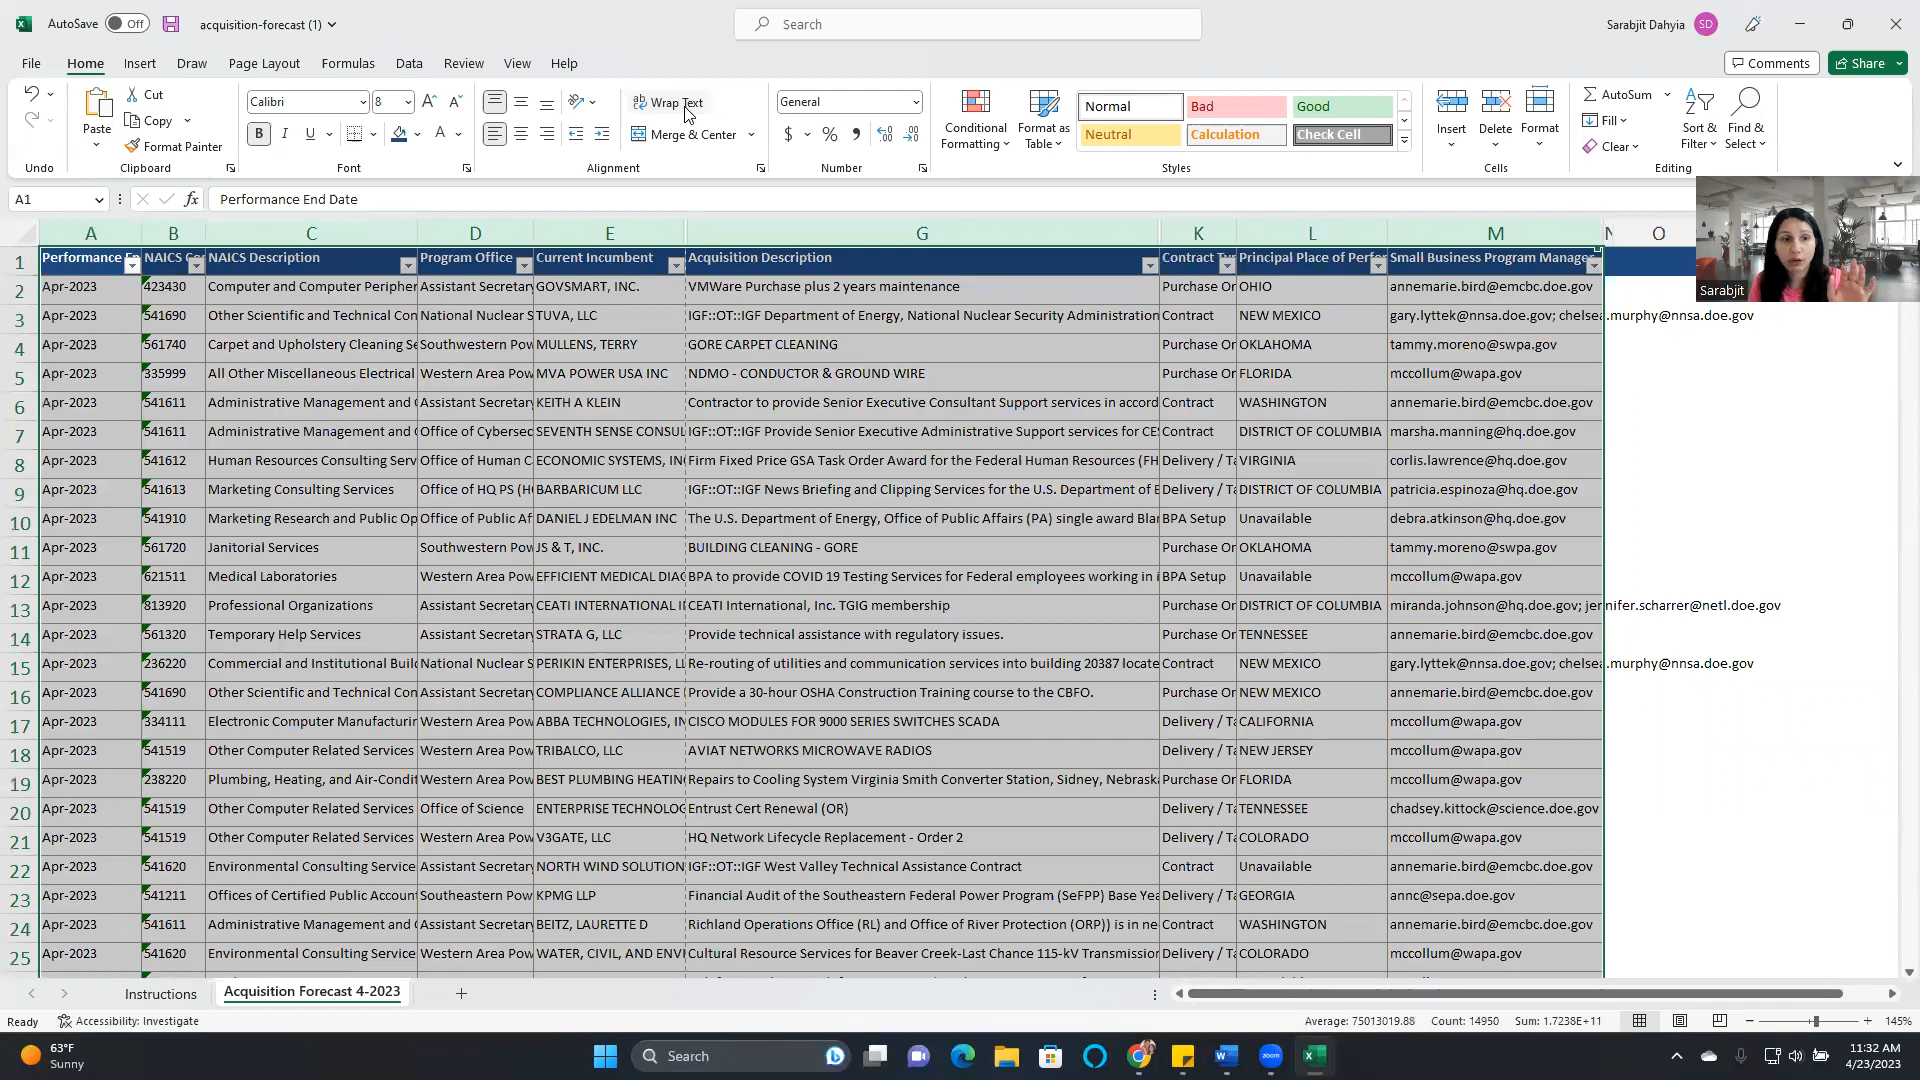 AutoSave Off acquisition-forecast (1) Search Sarabjit Dahyia SD
File Home Insert Draw Page Layout Formulas Data Review View Help Comments Share
Paste Cut Copy Format Painter Calibri 8 B I U Wrap Text Merge & Center General $ % Conditional Formatting Format as Table Normal Bad Good Neutral Calculation Check Cell Insert Delete Format AutoSum Fill Clear Sort & Filter Find & Select
Undo Clipboard Font Alignment Number Styles Cells Editing
A1 fx Performance End Date
Sarabjit
A B C D E G K L M N O
1 Performance NAICS NAICS Description Program Office Current Incumbent Acquisition Description Contract Principal Place of Small Business Program Manager
2 Apr-2023 423430 Computer and Computer Peripher Assistant Secretary GOVSMART, INC. VMWare Purchase plus 2 years maintenance Purchase Or OHIO annemarie.bird@emcbc.doe.gov
3 Apr-2023 541690 Other Scientific and Technical Con National Nuclear S TUVA, LLC IGF::OT::IGF Department of Energy, National Nuclear Security Administration Contract NEW MEXICO gary.lyttek@nnsa.doe.gov; chelsea.murphy@nnsa.doe.gov
4 Apr-2023 561740 Carpet and Upholstery Cleaning Se Southwestern Pow MULLENS, TERRY GORE CARPET CLEANING Purchase Or OKLAHOMA tammy.moreno@swpa.gov
5 Apr-2023 335999 All Other Miscellaneous Electrical Western Area Pow MVA POWER USA INC NDMO - CONDUCTOR & GROUND WIRE Purchase Or FLORIDA mccollum@wapa.gov
6 Apr-2023 541611 Administrative Management and Assistant Secretary KEITH A KLEIN Contractor to provide Senior Executive Consultant Support services in accord Contract WASHINGTON annemarie.bird@emcbc.doe.gov
7 Apr-2023 541611 Administrative Management and Office of Cybersec SEVENTH SENSE CONSUL IGF::OT::IGF Provide Senior Executive Administrative Support services for CES Contract DISTRICT OF COLUMBIA marsha.manning@hq.doe.gov
8 Apr-2023 541612 Human Resources Consulting Serv Office of Human C ECONOMIC SYSTEMS, IN Firm Fixed Price GSA Task Order Award for the Federal Human Resources (FH Delivery / Ta VIRGINIA corlis.lawrence@hq.doe.gov
9 Apr-2023 541613 Marketing Consulting Services Office of HQ PS (H BARBARICUM LLC IGF::OT::IGF News Briefing and Clipping Services for the U.S. Department of E Delivery / Ta DISTRICT OF COLUMBIA patricia.espinoza@hq.doe.gov
10 Apr-2023 541910 Marketing Research and Public Op Office of Public Af DANIEL J EDELMAN INC The U.S. Department of Energy, Office of Public Affairs (PA) single award Bla BPA Setup Unavailable debra.atkinson@hq.doe.gov
11 Apr-2023 561720 Janitorial Services Southwestern Pow JS & T, INC. BUILDING CLEANING - GORE Purchase Or OKLAHOMA tammy.moreno@swpa.gov
12 Apr-2023 621511 Medical Laboratories Western Area Pow EFFICIENT MEDICAL DIAG BPA to provide COVID 19 Testing Services for Federal employees working in i BPA Setup Unavailable mccollum@wapa.gov
13 Apr-2023 813920 Professional Organizations Assistant Secretary CEATI INTERNATIONAL I CEATI International, Inc. TGIG membership Purchase Or DISTRICT OF COLUMBIA miranda.johnson@hq.doe.gov; jennifer.scharrer@netl.doe.gov
14 Apr-2023 561320 Temporary Help Services Assistant Secretary STRATA G, LLC Provide technical assistance with regulatory issues. Purchase Or TENNESSEE annemarie.bird@emcbc.doe.gov
15 Apr-2023 236220 Commercial and Institutional Buil National Nuclear S PERIKIN ENTERPRISES, LL Re-routing of utilities and communication services into building 20387 locate Contract NEW MEXICO gary.lyttek@nnsa.doe.gov; chelsea.murphy@nnsa.doe.gov
16 Apr-2023 541690 Other Scientific and Technical Con Assistant Secretary COMPLIANCE ALLIANCE Provide a 30-hour OSHA Construction Training course to the CBFO. Purchase Or NEW MEXICO annemarie.bird@emcbc.doe.gov
17 Apr-2023 334111 Electronic Computer Manufacturin Western Area Pow ABBA TECHNOLOGIES, IN CISCO MODULES FOR 9000 SERIES SWITCHES SCADA Delivery / Ta CALIFORNIA mccollum@wapa.gov
18 Apr-2023 541519 Other Computer Related Services Western Area Pow TRIBALCO, LLC AVIAT NETWORKS MICROWAVE RADIOS Delivery / Ta NEW JERSEY mccollum@wapa.gov
19 Apr-2023 238220 Plumbing, Heating, and Air-Condit Western Area Pow BEST PLUMBING HEATIN Repairs to Cooling System Virginia Smith Converter Station, Sidney, Nebrask Purchase Or FLORIDA mccollum@wapa.gov
20 Apr-2023 541519 Other Computer Related Services Office of Science ENTERPRISE TECHNOLOG Entrust Cert Renewal (OR) Delivery / Ta TENNESSEE chadsey.kittock@science.doe.gov
21 Apr-2023 541519 Other Computer Related Services Western Area Pow V3GATE, LLC HQ Network Lifecycle Replacement - Order 2 Delivery / Ta COLORADO mccollum@wapa.gov
22 Apr-2023 541620 Environmental Consulting Service Assistant Secretary NORTH WIND SOLUTION IGF::OT::IGF West Valley Technical Assistance Contract Contract Unavailable annemarie.bird@emcbc.doe.gov
23 Apr-2023 541211 Offices of Certified Public Account Southeastern Pow KPMG LLP Financial Audit of the Southeastern Federal Power Program (SeFPP) Base Yea Delivery / Ta GEORGIA annc@sepa.doe.gov
24 Apr-2023 541611 Administrative Management and Assistant Secretary BEITZ, LAURETTE D Richland Operations Office (RL) and Office of River Protection (ORP)) is in ne Contract WASHINGTON annemarie.bird@emcbc.doe.gov
25 Apr-2023 541620 Environmental Consulting Service Western Area Pow WATER, CIVIL, AND ENVI Cultural Resource Services for Beaver Creek-Last Chance 115-kV Transmission Delivery / Ta COLORADO mccollum@wapa.gov
Instructions Acquisition Forecast 4-2023
Ready Accessibility: Investigate Average: 75013019.88 Count: 14950 Sum: 1.7238E+11 145%
63°F Sunny Search zoom 11:32 AM
4/23/2023